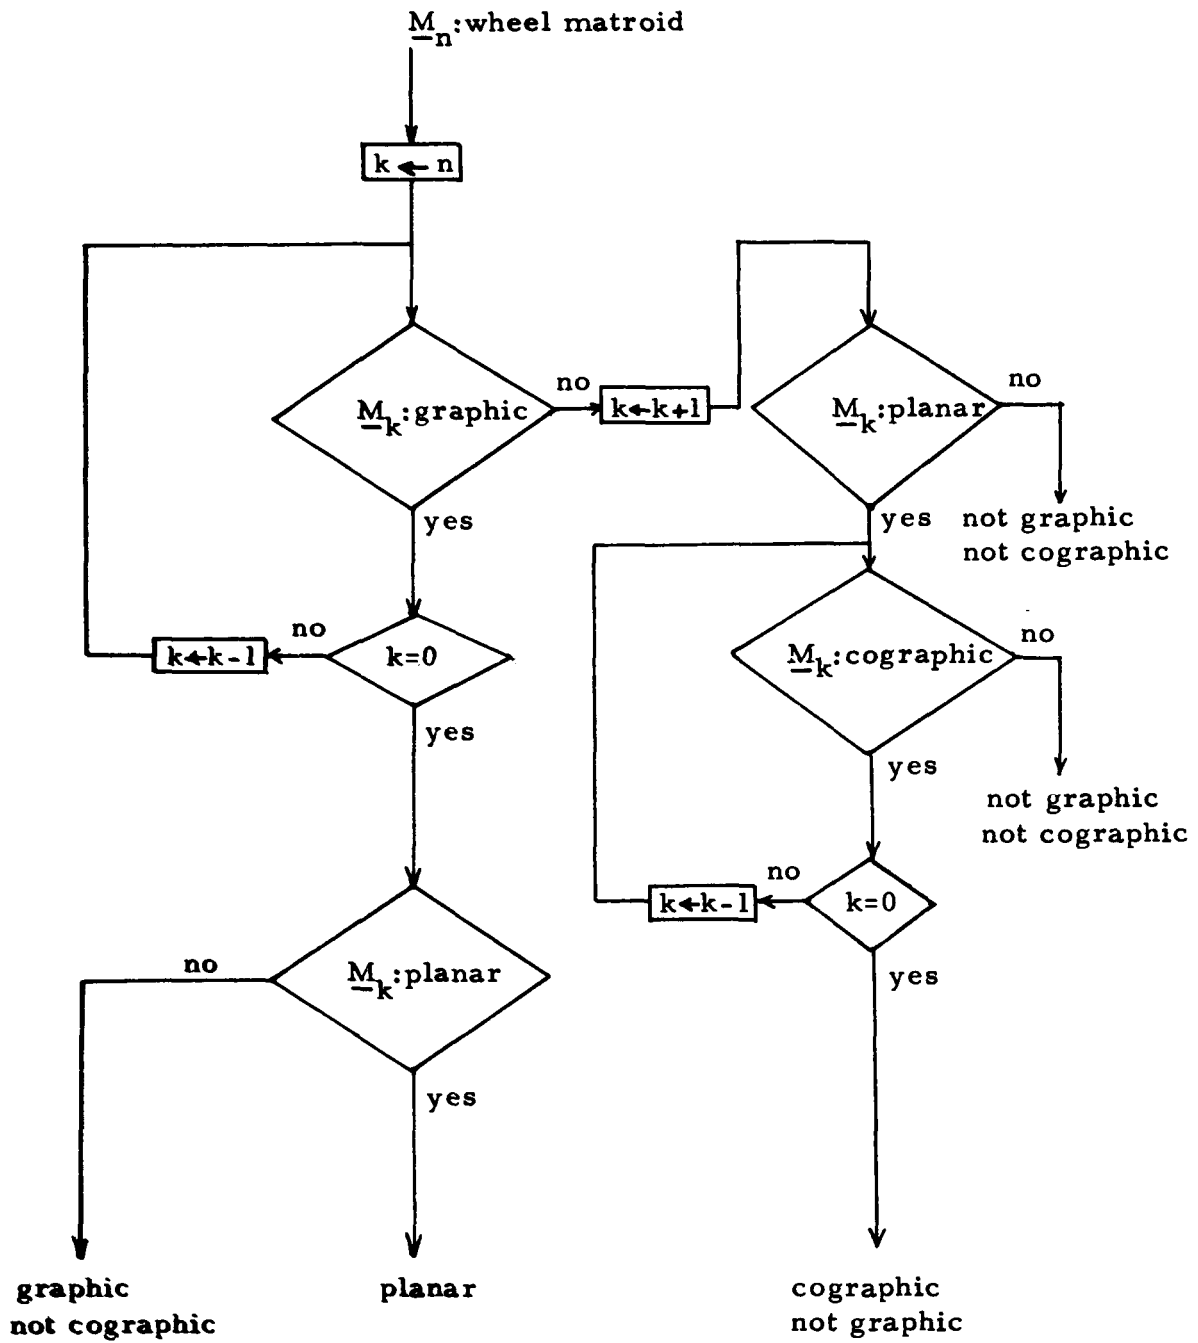 M_n:wheel matroid
k ← n
M_k:graphic
no
k←k+1
M_k:planar
no
yes
yes
not graphic
not cographic
no
k←k-1
k=0
M_k:cographic
no
yes
yes
not graphic
not cographic
no
k←k-1
k=0
no
M_k:planar
yes
yes
graphic
not cographic
planar
cographic
not graphic